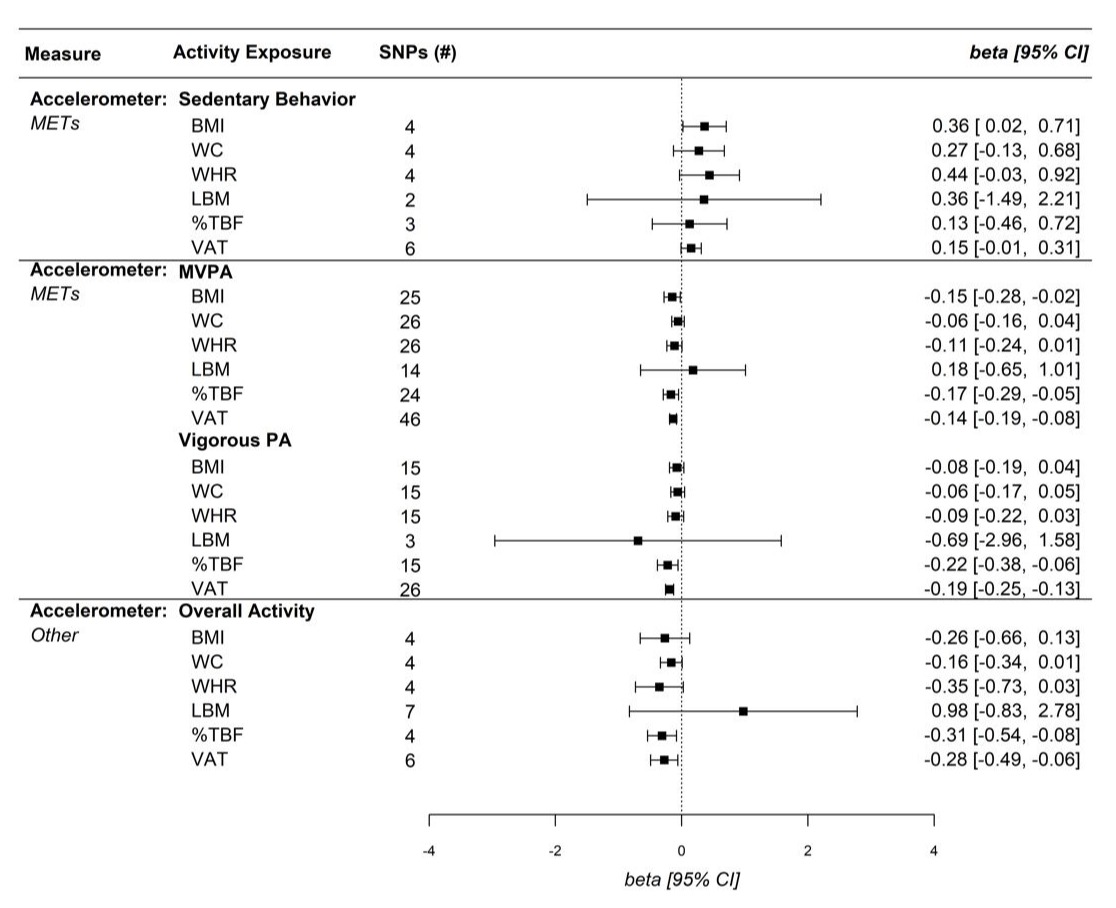 Measure Activity Exposure SNPs (#) beta [95% CI]
Accelerometer: Sedentary Behavior
METs BMI 4 0.36 [ 0.02, 0.71]
WC 4 0.27 [-0.13, 0.68]
WHR 4 0.44 [-0.03, 0.92]
LBM 2 0.36 [-1.49, 2.21]
%TBF 3 0.13 [-0.46, 0.72]
VAT 6 0.15 [-0.01, 0.31]
Accelerometer: MVPA
METs BMI 25 -0.15 [-0.28, -0.02]
WC 26 -0.06 [-0.16, 0.04]
WHR 26 -0.11 [-0.24, 0.01]
LBM 14 0.18 [-0.65, 1.01]
%TBF 24 -0.17 [-0.29, -0.05]
VAT 46 -0.14 [-0.19, -0.08]
Vigorous PA
BMI 15 -0.08 [-0.19, 0.04]
WC 15 -0.06 [-0.17, 0.05]
WHR 15 -0.09 [-0.22, 0.03]
LBM 3 -0.69 [-2.96, 1.58]
%TBF 15 -0.22 [-0.38, -0.06]
VAT 26 -0.19 [-0.25, -0.13]
Accelerometer: Overall Activity
Other BMI 4 -0.26 [-0.66, 0.13]
WC 4 -0.16 [-0.34, 0.01]
WHR 4 -0.35 [-0.73, 0.03]
LBM 7 0.98 [-0.83, 2.78]
%TBF 4 -0.31 [-0.54, -0.08]
VAT 6 -0.28 [-0.49, -0.06]
-4 -2 0 2 4
beta [95% CI]